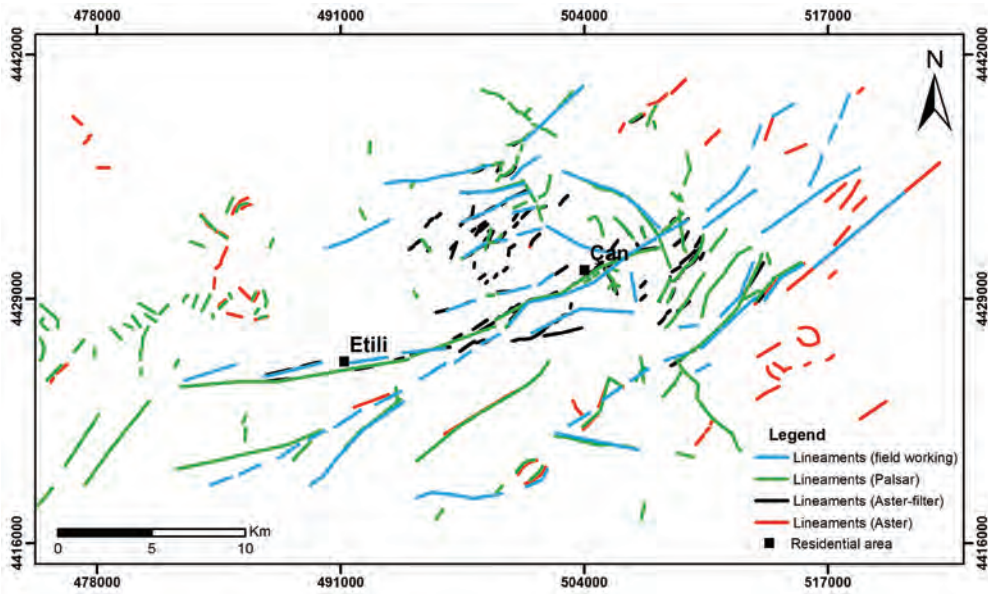 478000 491000 504000 517000
4442000 4442000
N
Çan
4429000 4429000
Etili
Legend
Lineaments (field working)
Lineaments (Palsar)
Lineaments (Aster-filter)
Lineaments (Aster)
Residential area
Km
0 5 10
4416000 4416000
478000 491000 504000 517000